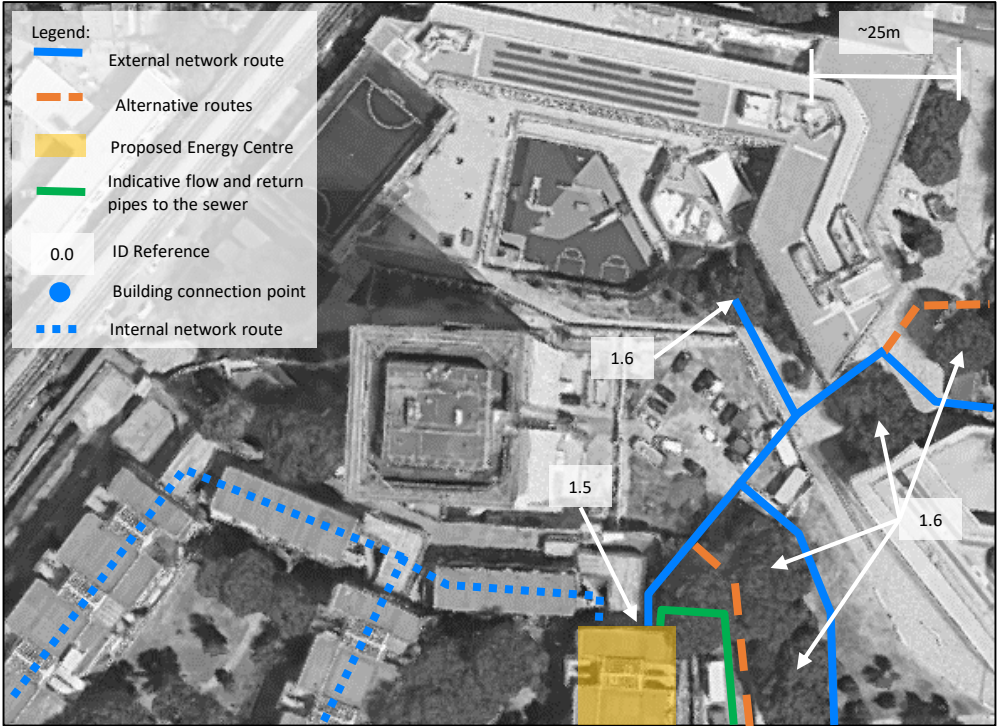 Legend:
External network route
Alternative routes
Proposed Energy Centre
Indicative flow and return
pipes to the sewer
0.0
ID Reference
Building connection point
Internal network route
~25m
1.6
1.5
1.6